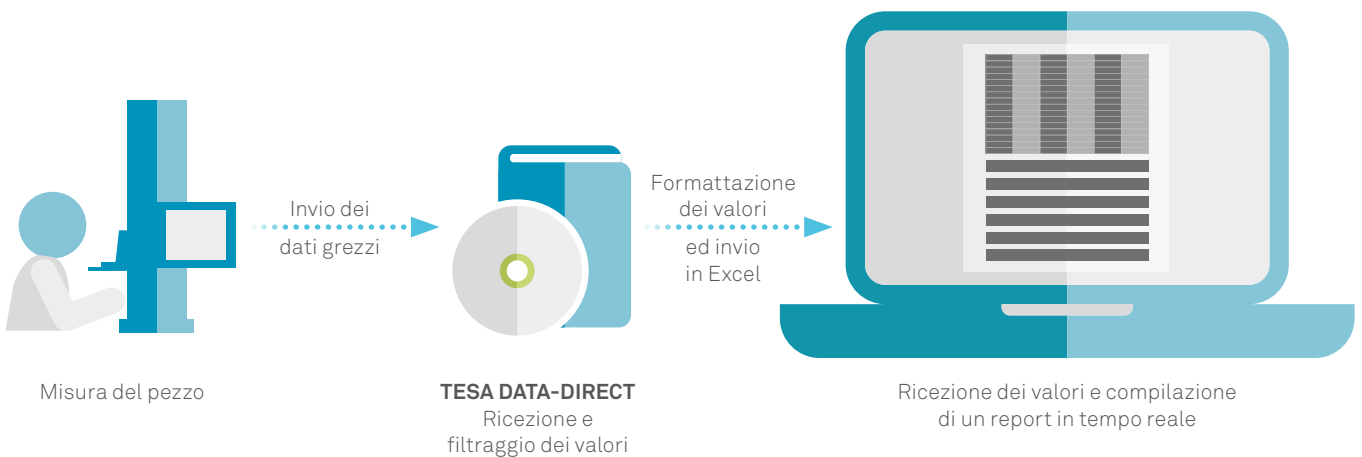 Invio dei
dati grezzi
Formattazione
dei valori
ed invio
in Excel
Misura del pezzo
TESA DATA-DIRECT
Ricezione e
filtraggio dei valori
Ricezione dei valori e compilazione
di un report in tempo reale